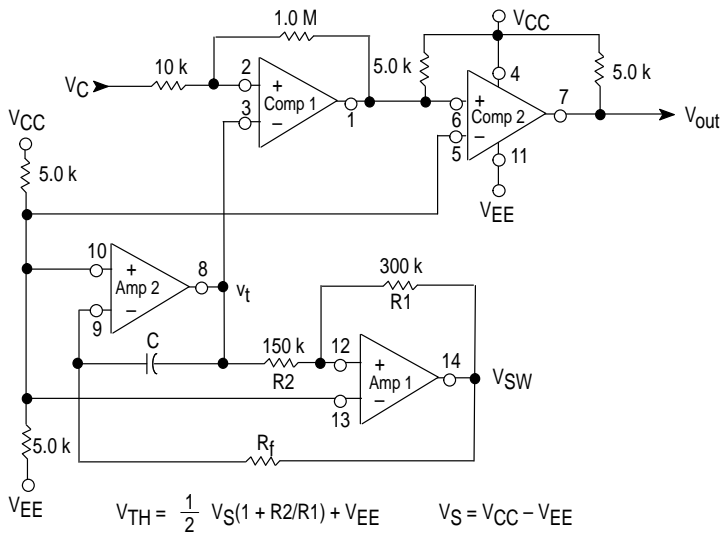 1.0 M
V_CC
5.0 k
5.0 k
V_C
10 k
2
+
Comp 1
3
−
1
4
6
+
Comp 2
5
−
7
11
V_out
V_EE
V_CC
5.0 k
10
+
8
Amp 2
v_t
9
−
300 k
R1
C
150 k
R2
12
+
14
Amp 1
V_SW
−
13
R_f
5.0 k
V_EE
V_TH = 1/2 V_S(1 + R2/R1) + V_EE V_S = V_CC − V_EE